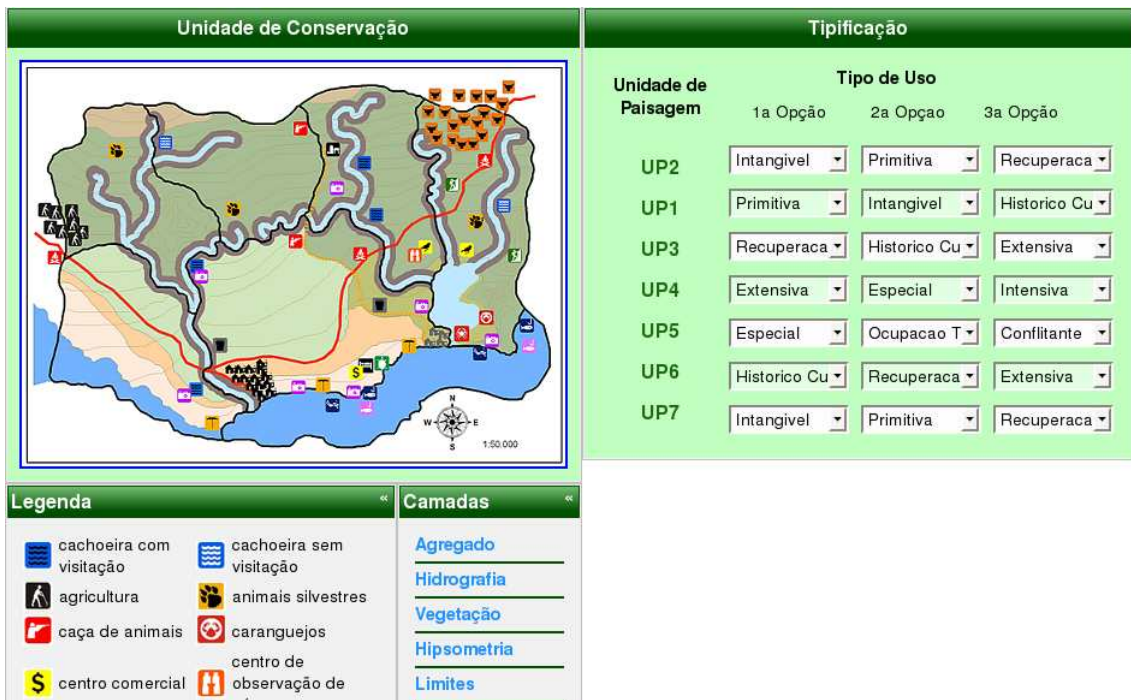 Unidade de Conservação
N
W
E
S
1:50.000
Tipificação
Unidade de
Paisagem
Tipo de Uso
1a Opção 2a Opçao 3a Opção
UP2 Intangivel Primitiva Recuperaca
UP1 Primitiva Intangivel Historico Cu
UP3 Recuperaca Historico Cu Extensiva
UP4 Extensiva Especial Intensiva
UP5 Especial Ocupacao T Conflitante
UP6 Historico Cu Recuperaca Extensiva
UP7 Intangivel Primitiva Recuperaca
Legenda «
cachoeira com
visitação
cachoeira sem
visitação
agricultura
animais silvestres
caça de animais
caranguejos
$ centro comercial
centro de
observação de
Camadas «
Agregado
Hidrografia
Vegetação
Hipsometria
Limites